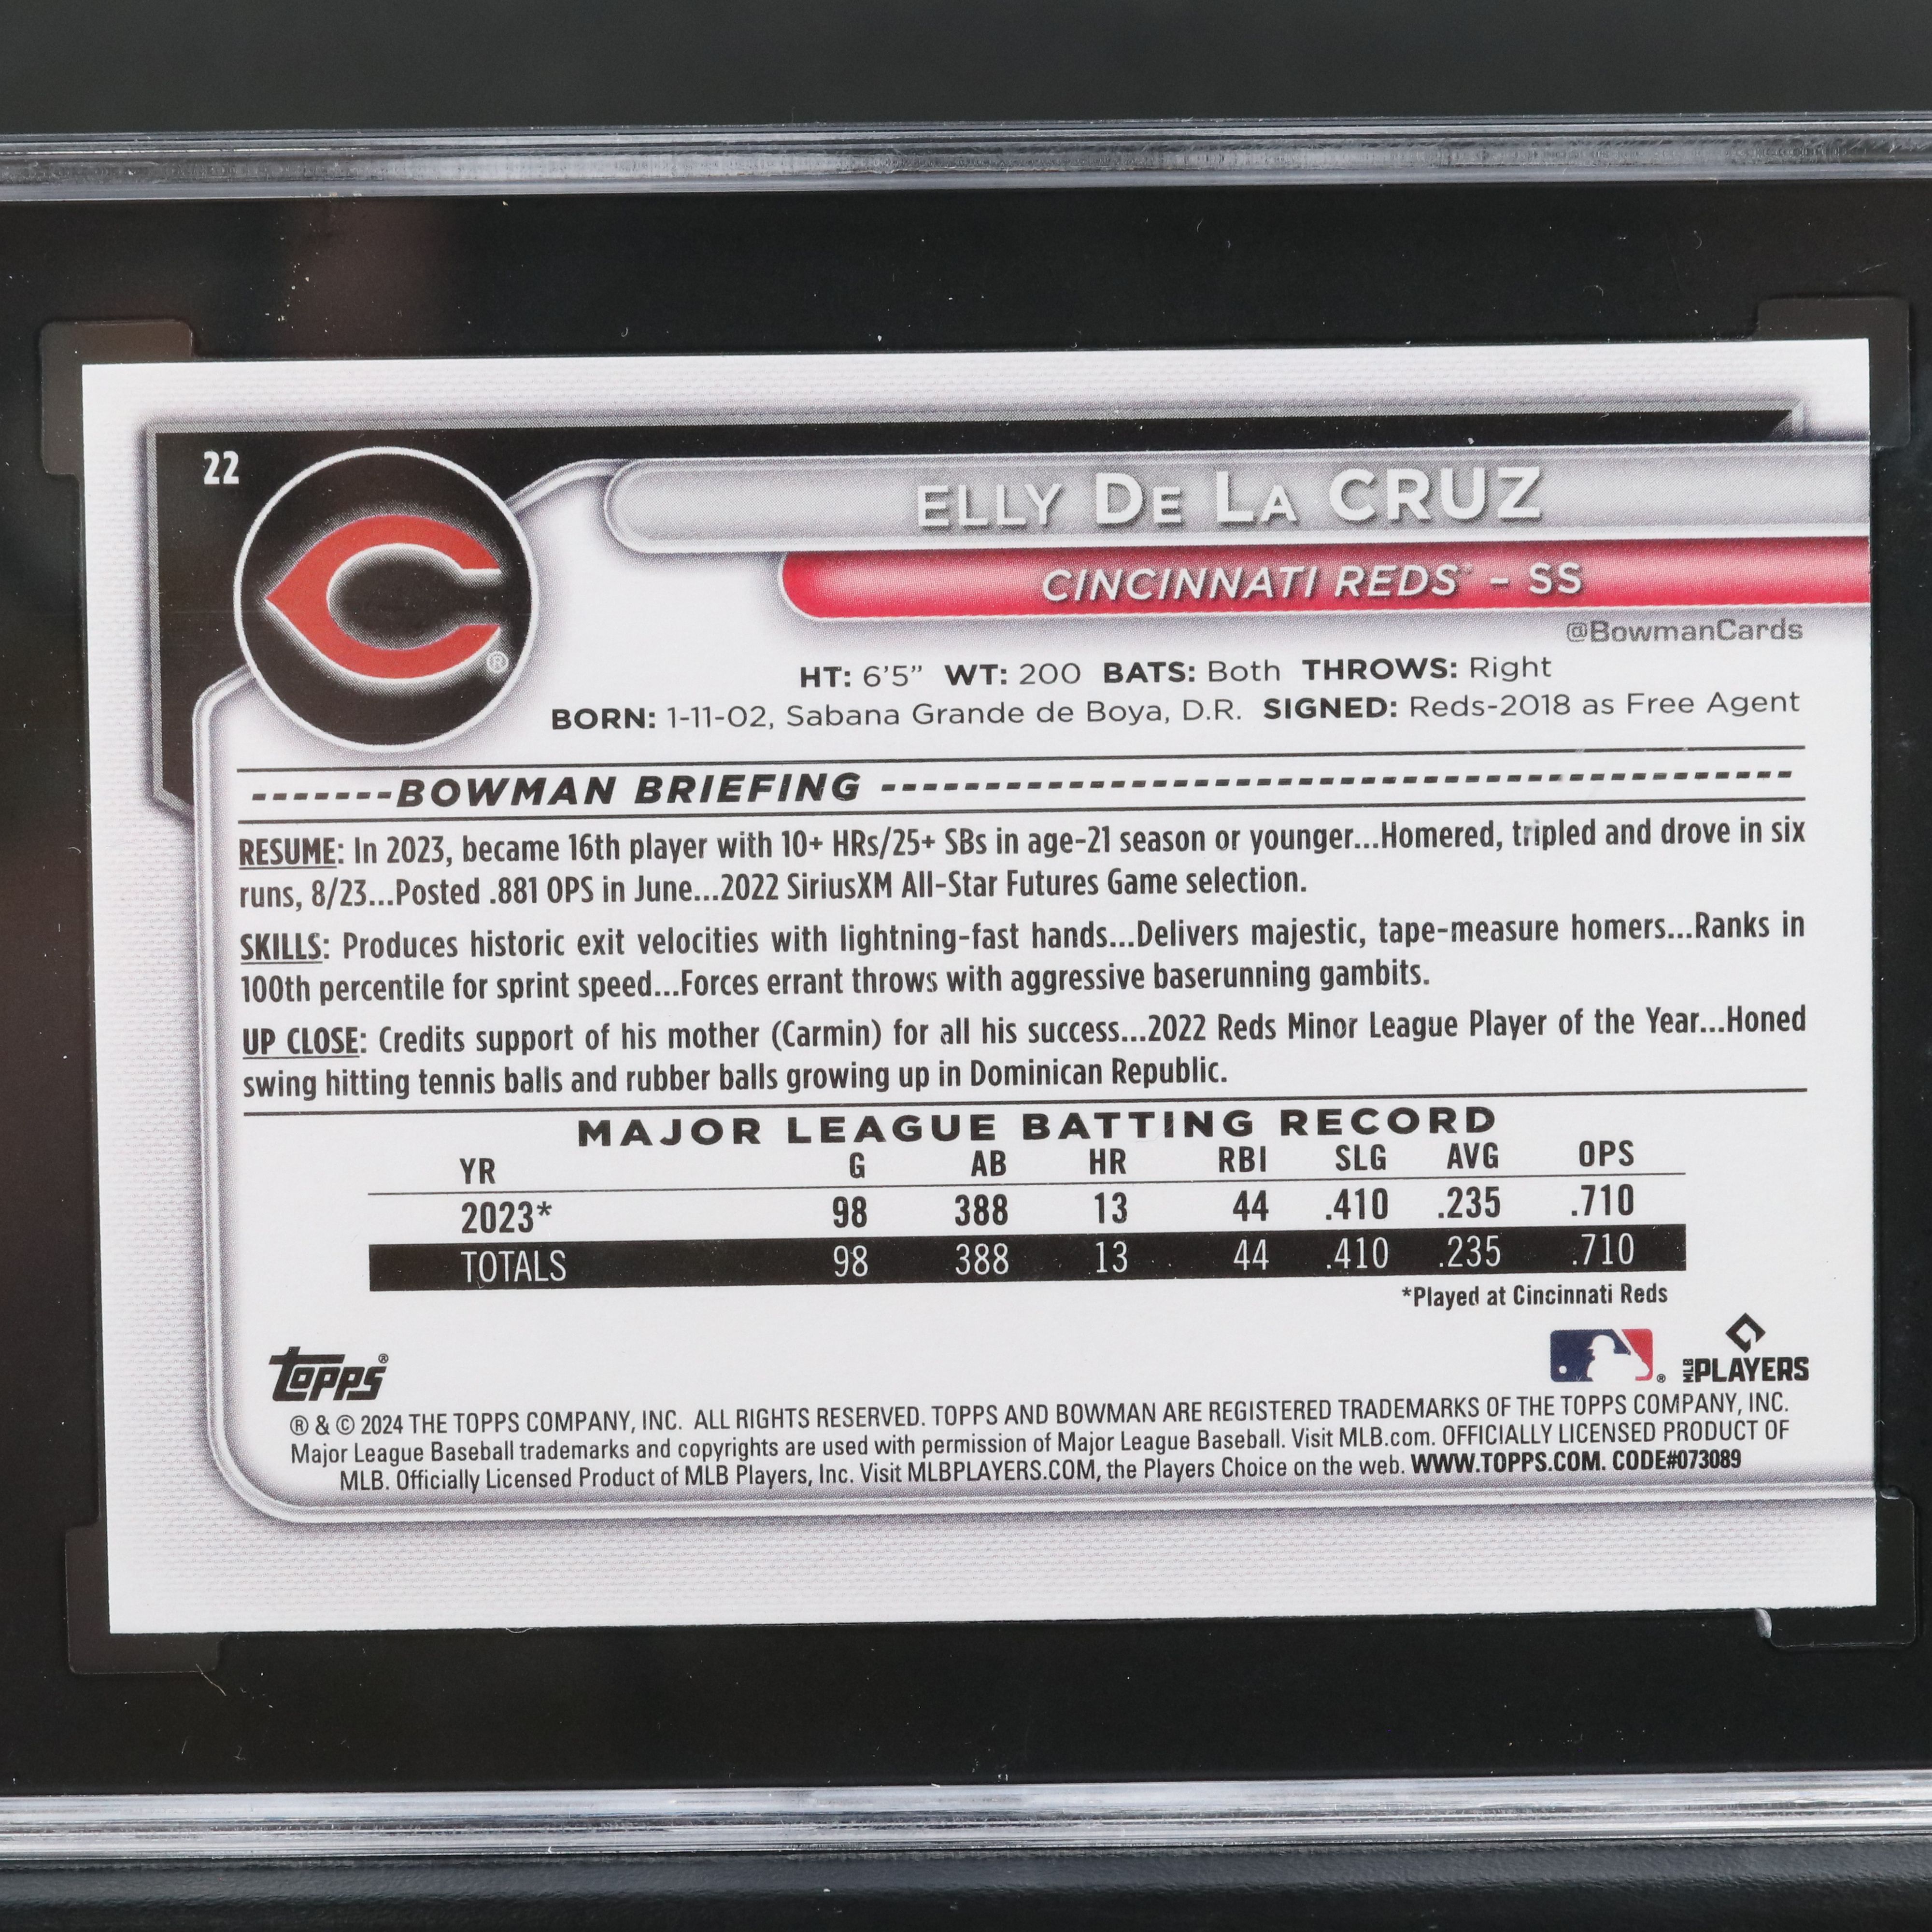 22
ELLY DE LA CRUZ
CINCINNATI REDS™ - SS
@BowmanCards
HT: 6'5" WT: 200 BATS: Both THROWS: Right
BORN: 1-11-02, Sabana Grande de Boya, D.R. SIGNED: Reds-2018 as Free Agent
-------BOWMAN BRIEFING ---------------------------------------------
RESUME: In 2023, became 16th player with 10+ HRs/25+ SBs in age-21 season or younger...Homered, tripled and drove in six
runs, 8/23...Posted .881 OPS in June...2022 SiriusXM All-Star Futures Game selection.
SKILLS: Produces historic exit velocities with lightning-fast hands...Delivers majestic, tape-measure homers...Ranks in
100th percentile for sprint speed...Forces errant throws with aggressive baserunning gambits.
UP CLOSE: Credits support of his mother (Carmin) for all his success...2022 Reds Minor League Player of the Year...Honed
swing hitting tennis balls and rubber balls growing up in Dominican Republic.
MAJOR LEAGUE BATTING RECORD
YR G AB HR RBI SLG AVG OPS
2023* 98 388 13 44 .410 .235 .710
TOTALS 98 388 13 44 .410 .235 .710
*Played at Cincinnati Reds
Topps®
® MLB PLAYERS
® & © 2024 THE TOPPS COMPANY, INC. ALL RIGHTS RESERVED. TOPPS AND BOWMAN ARE REGISTERED TRADEMARKS OF THE TOPPS COMPANY, INC.
Major League Baseball trademarks and copyrights are used with permission of Major League Baseball. Visit MLB.com. OFFICIALLY LICENSED PRODUCT OF
MLB. Officially Licensed Product of MLB Players, Inc. Visit MLBPLAYERS.COM, the Players Choice on the web. WWW.TOPPS.COM. CODE#073089